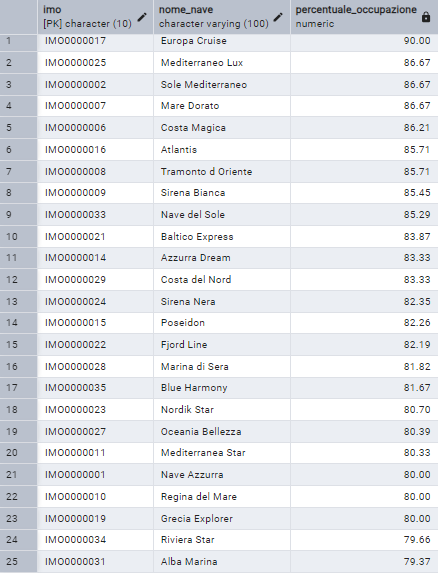 imo nome_nave percentuale_occupazione
[PK] character (10) character varying (100) numeric
1 IMO0000017 Europa Cruise 90.00
2 IMO0000025 Mediterraneo Lux 86.67
3 IMO0000002 Sole Mediterraneo 86.67
4 IMO0000007 Mare Dorato 86.67
5 IMO0000006 Costa Magica 86.21
6 IMO0000016 Atlantis 85.71
7 IMO0000008 Tramonto d Oriente 85.71
8 IMO0000009 Sirena Bianca 85.45
9 IMO0000033 Nave del Sole 85.29
10 IMO0000021 Baltico Express 83.87
11 IMO0000014 Azzurra Dream 83.33
12 IMO0000029 Costa del Nord 83.33
13 IMO0000024 Sirena Nera 82.35
14 IMO0000015 Poseidon 82.26
15 IMO0000022 Fjord Line 82.19
16 IMO0000028 Marina di Sera 81.82
17 IMO0000035 Blue Harmony 81.67
18 IMO0000023 Nordik Star 80.70
19 IMO0000027 Oceania Bellezza 80.39
20 IMO0000011 Mediterranea Star 80.33
21 IMO0000001 Nave Azzurra 80.00
22 IMO0000010 Regina del Mare 80.00
23 IMO0000019 Grecia Explorer 80.00
24 IMO0000034 Riviera Star 79.66
25 IMO0000031 Alba Marina 79.37